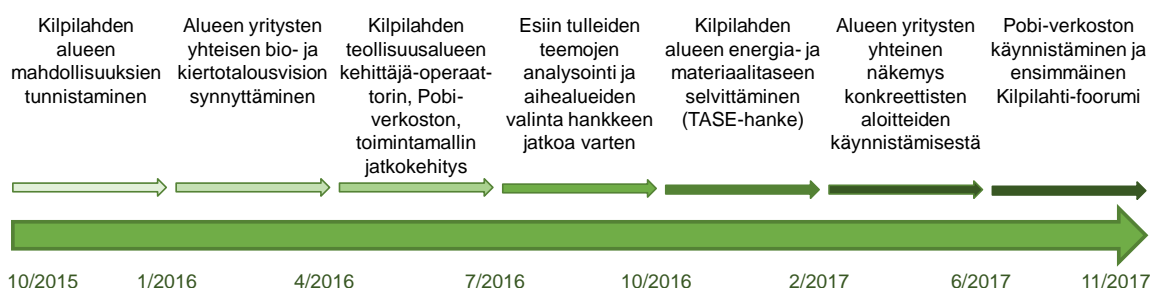 Kilpilahden
alueen
mahdollisuuksien
tunnistaminen
Alueen yritysten
yhteisen bio- ja
kiertotalousvision
synnyttäminen
Kilpilahden
teollisuusalueen
kehittäjä-operaat-
torin, Pobi-
verkoston,
toimintamallin
jatkokehitys
Esiin tulleiden
teemojen
analysointi ja
aihealueiden
valinta hankkeen
jatkoa varten
Kilpilahden
alueen energia- ja
materiaalitaseen
selvittäminen
(TASE-hanke)
Alueen yritysten
yhteinen
näkemys
konkreettisten
aloitteiden
käynnistämisestä
Pobi-verkoston
käynnistäminen ja
ensimmäinen
Kilpilahti-foorumi
10/2015 1/2016 4/2016 7/2016 10/2016 2/2017 6/2017 11/2017